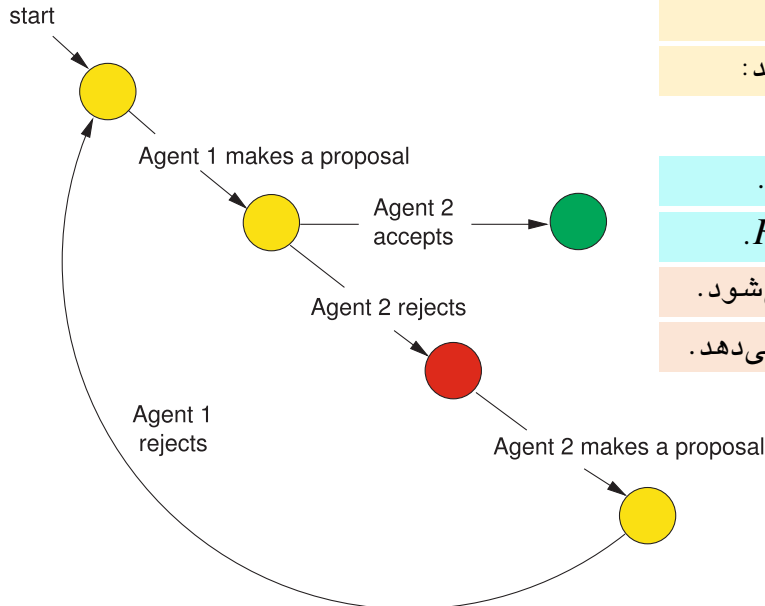 start
Agent 1 makes a proposal
Agent 2
accepts
Agent 2 rejects
Agent 1
rejects
Agent 2 makes a proposal